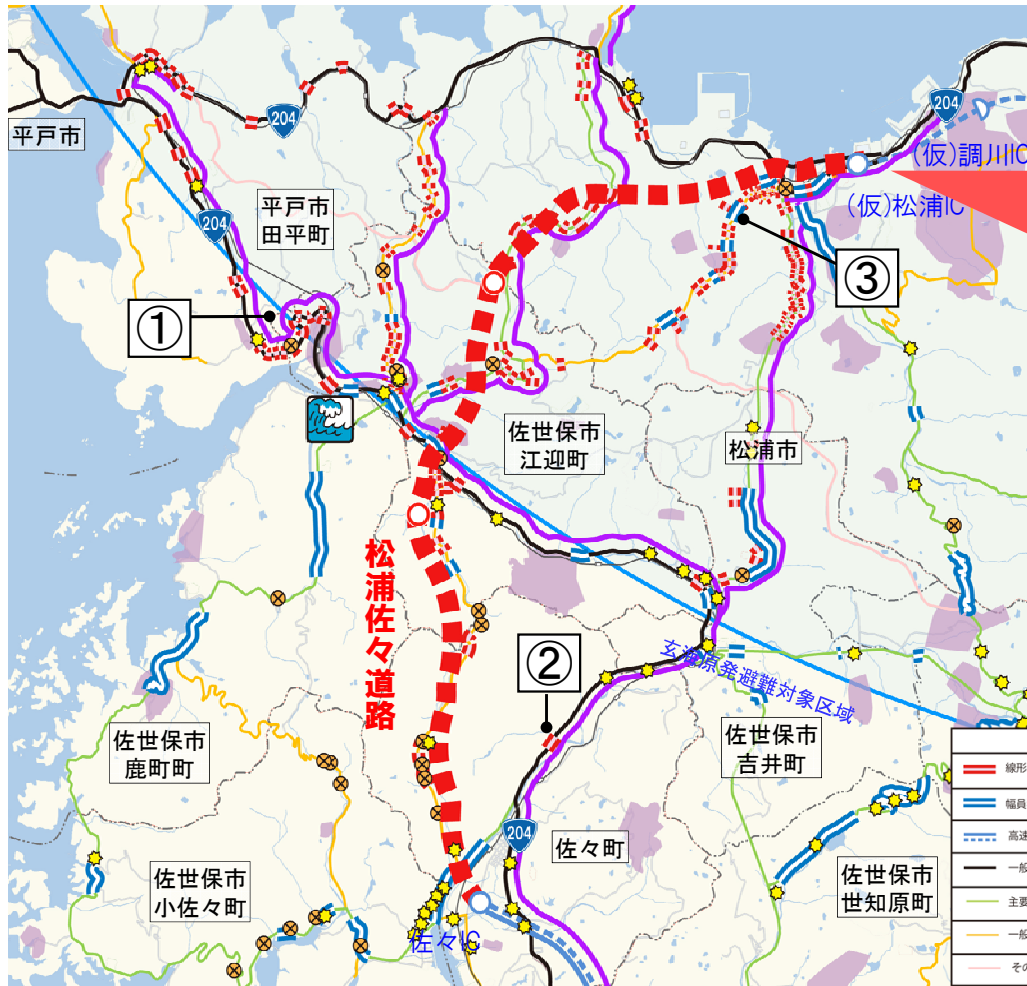 204
(仮)調川IC
平戸市
204
平戸市
田平町
(仮)松浦IC
204
③
①
佐世保市
江迎町
松浦市
松浦佐々道路
②
玄海原発避難対象区域
佐世保市
鹿町町
佐世保市
吉井町
線形
幅員
204
佐々町
高速
一般
佐世保市
小佐々町
佐世保市
世知原町
主要
一般
佐々IC
その